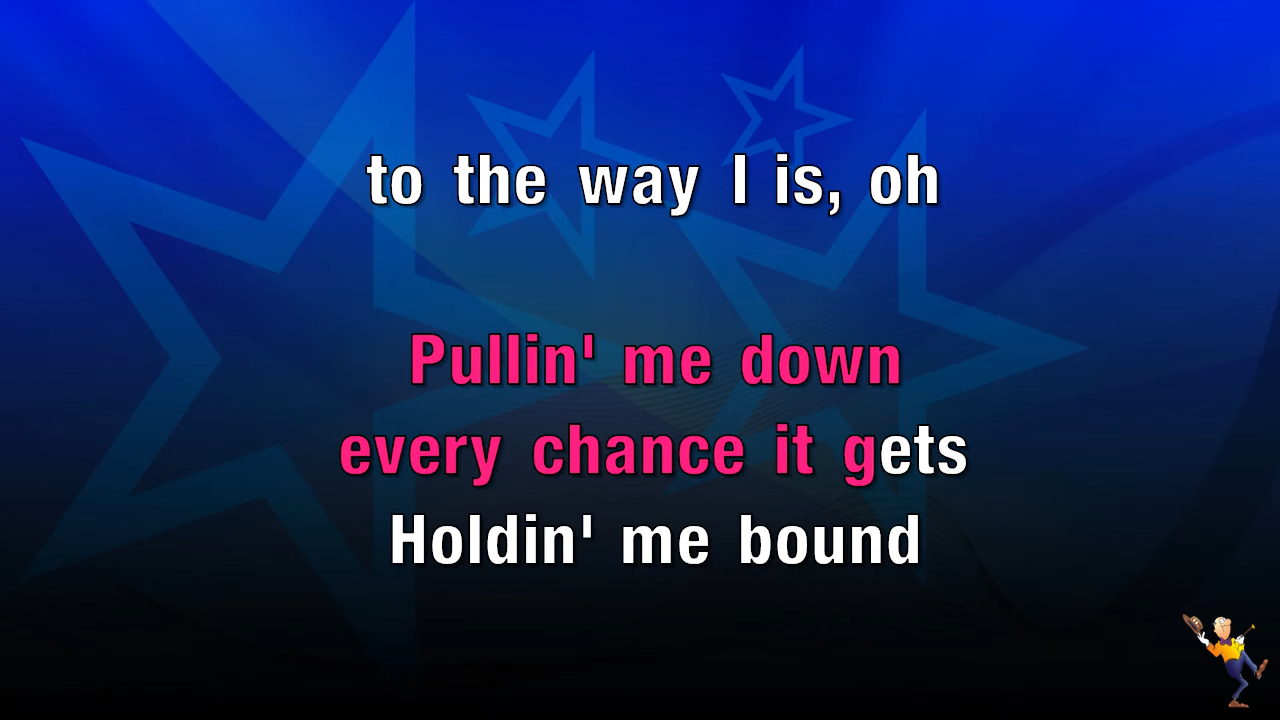 to the way I is, oh
Pullin' me down
every chance it gets
Holdin' me bound